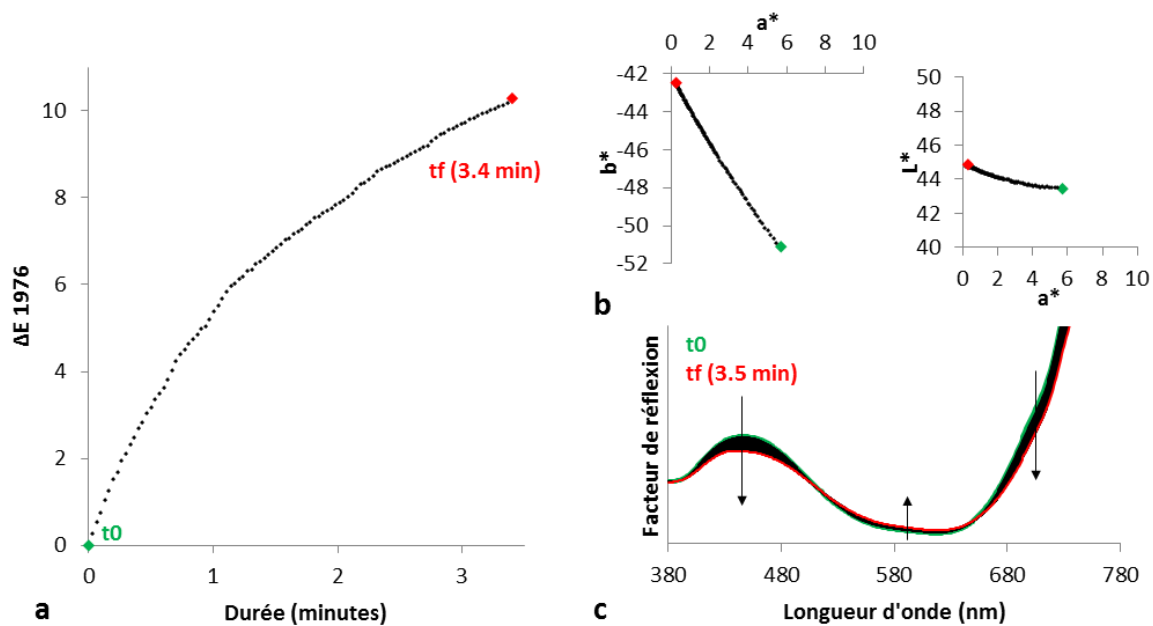 10
8
6
4
2
0
ΔE 1976
t0
tf (3.4 min)
0 1 2 3
Durée (minutes)
a
a*
0 2 4 6 8 10
-42
-44
-46
-48
-50
-52
b*
50
48
46
44
42
40
L*
0 2 4 6 8 10
a*
b
t0
tf (3.5 min)
Facteur de réflexion
380 480 580 680 780
Longueur d'onde (nm)
c